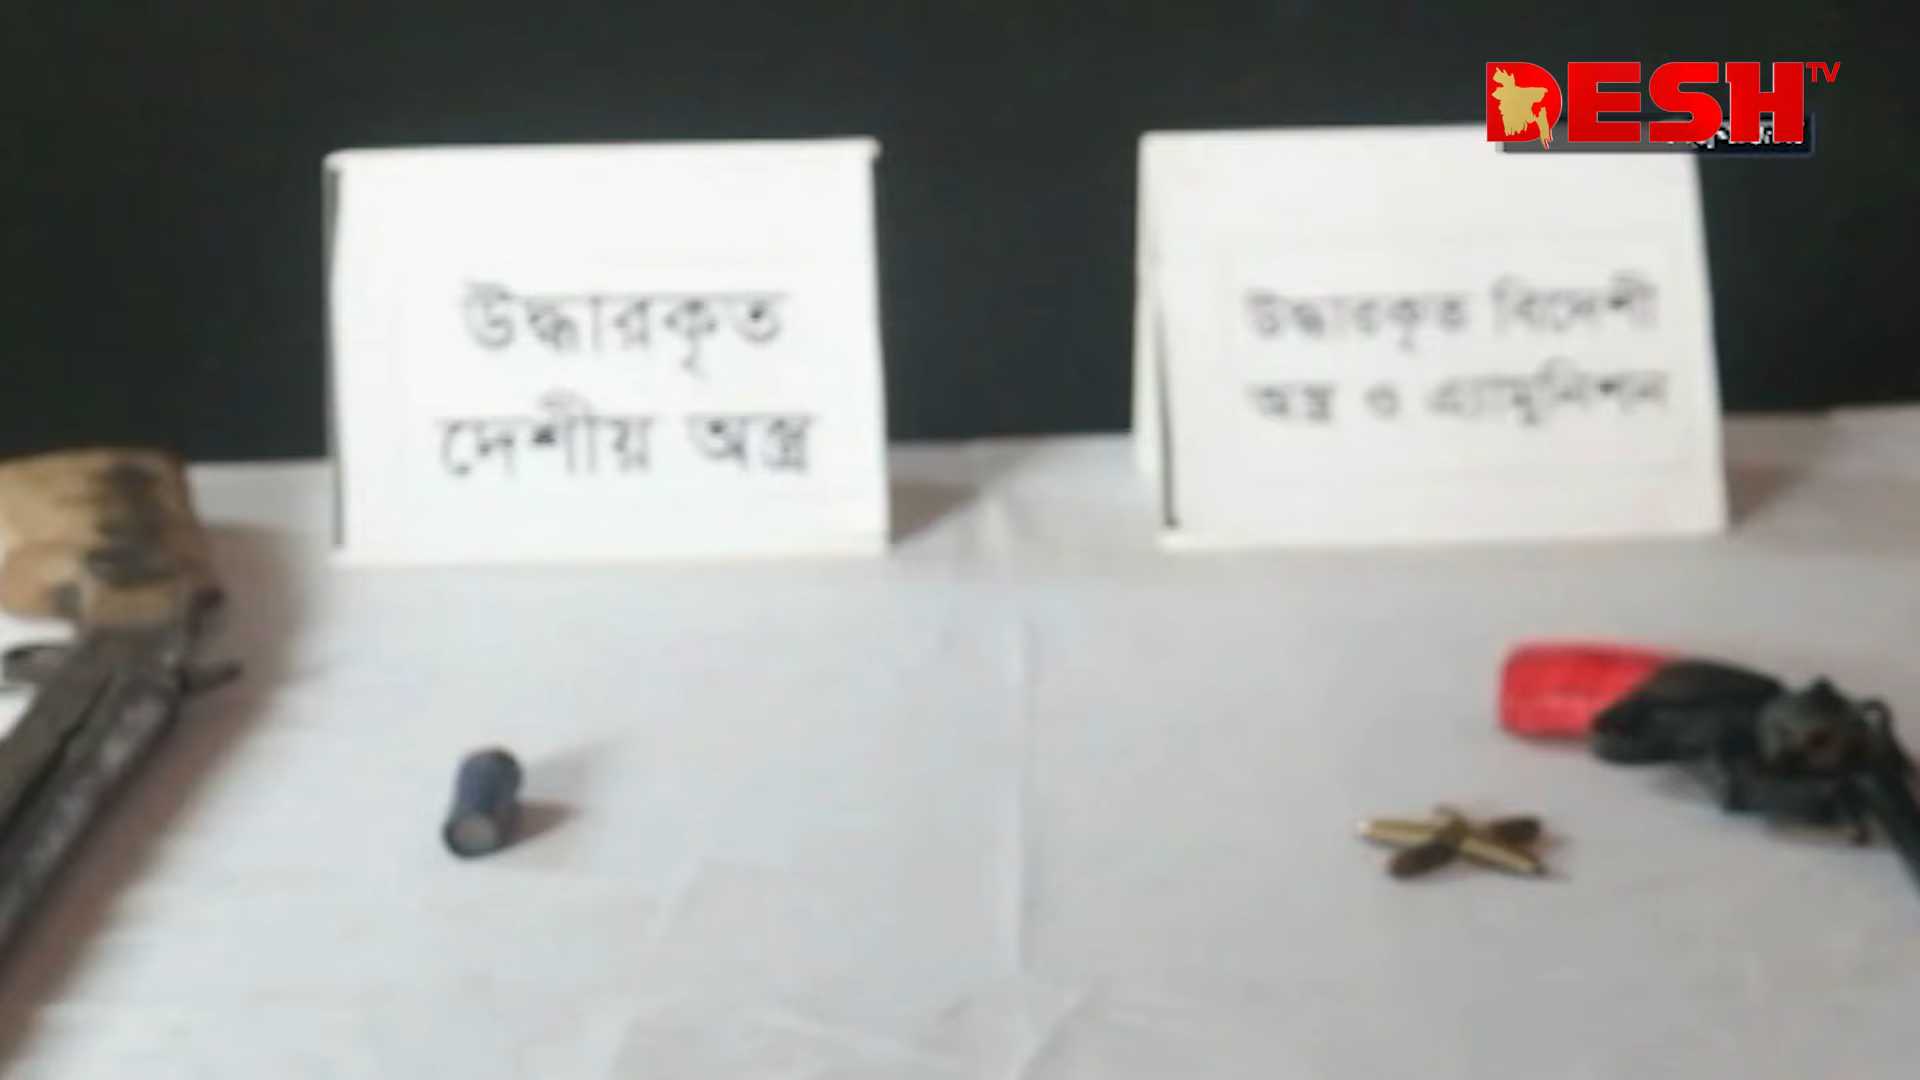 DESH TV
উদ্ধারকৃত
দেশীয় অস্ত্র
উদ্ধারকৃত বিদেশী
অস্ত্র ও এ্যামুনিশন